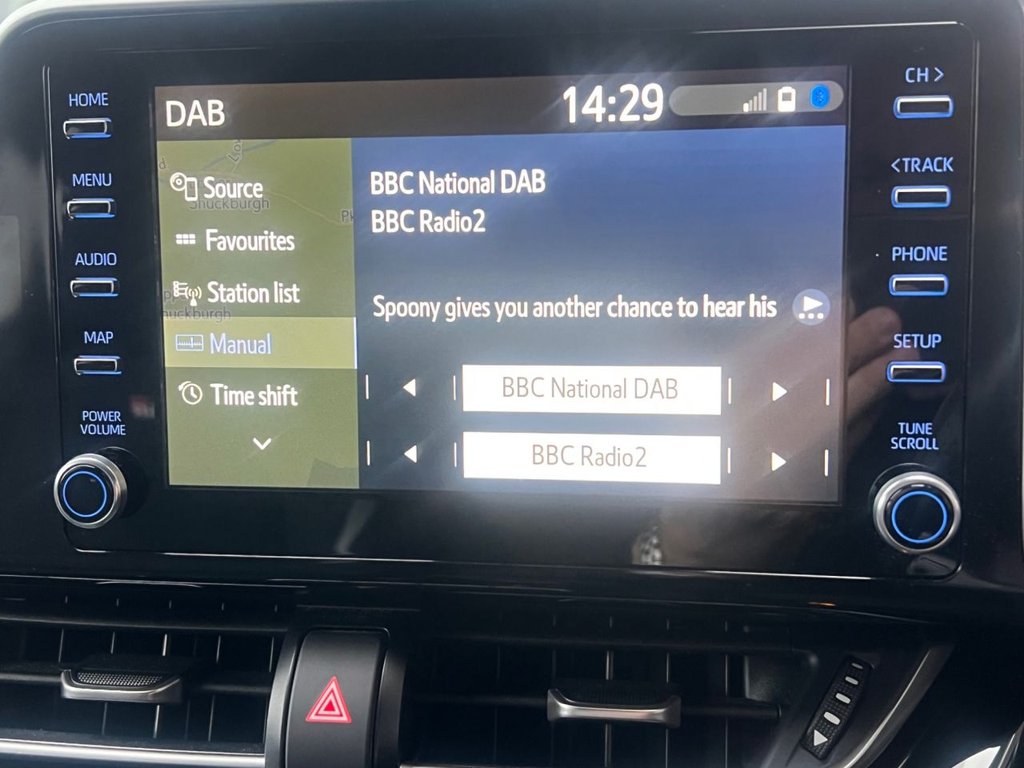 HOME
MENU
AUDIO
MAP
POWER
VOLUME
DAB
14:29
Source
Shuckburgh
Favourites
Station list
Manual
Time shift
BBC National DAB
BBC Radio2
Spoony gives you another chance to hear his
BBC National DAB
BBC Radio2
CH >
<TRACK
PHONE
SETUP
TUNE
SCROLL